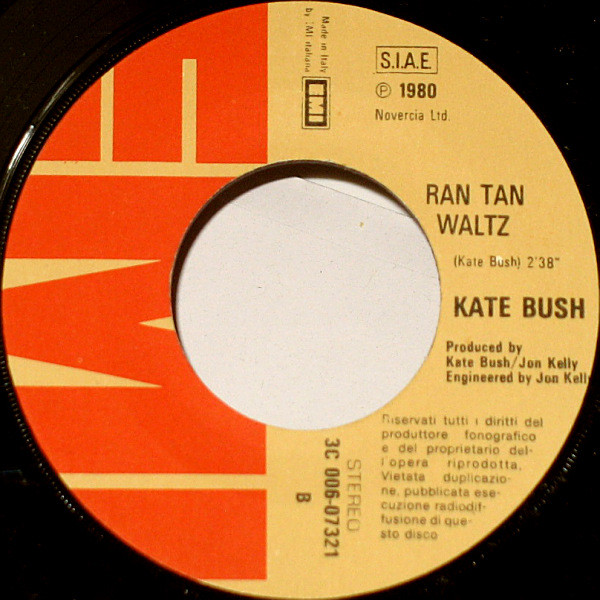 EMI
Made in Italy
by EMI Italiana
EMI
S.I.A.E.
℗ 1980
Novercia Ltd.
RAN TAN
WALTZ
(Kate Bush) 2'38"
KATE BUSH
Produced by
Kate Bush/Jon Kelly
Engineered by Jon Kelly
Riservati tutti i diritti del
produttore fonografico
e del proprietario del-
l'opera riprodotta,
Vietata duplicazio-
ne, pubblicata ese-
cuzione radiodif-
fusione di que-
sto disco
STEREO
3C 006-07321
B